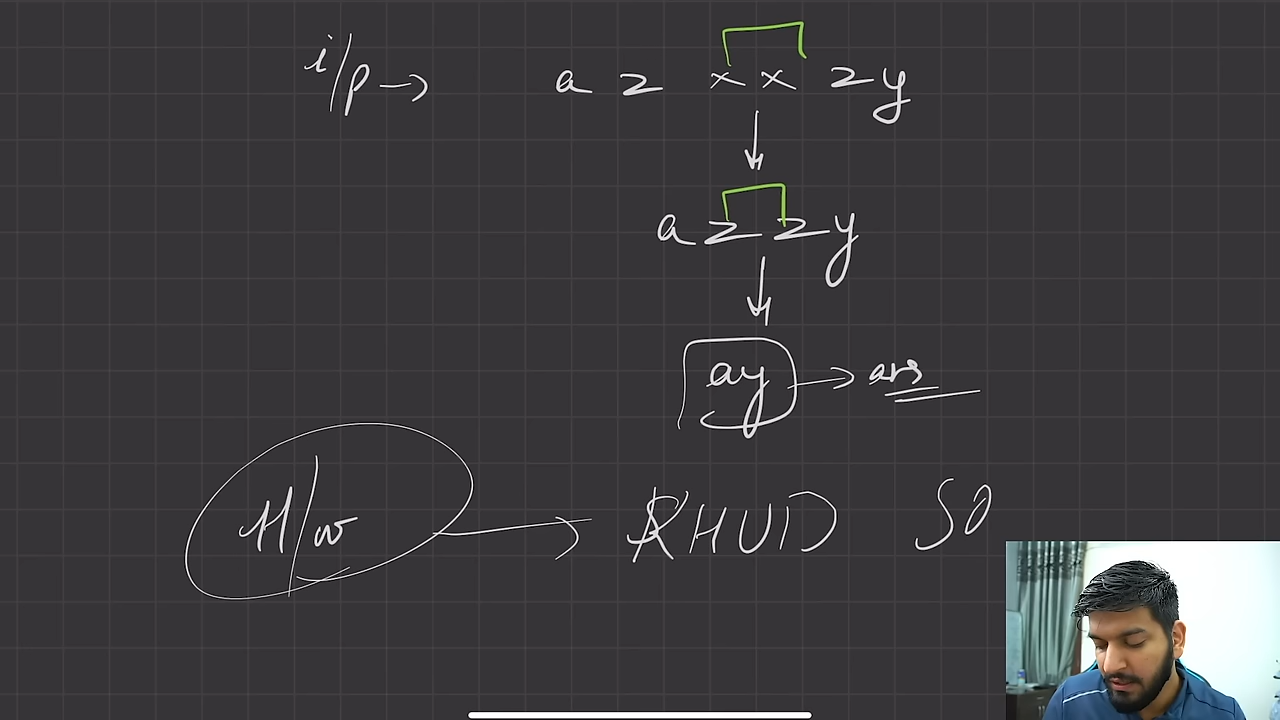 i/p → a z x x z y
a z z y
ay → ans
H/w → KHUD SO